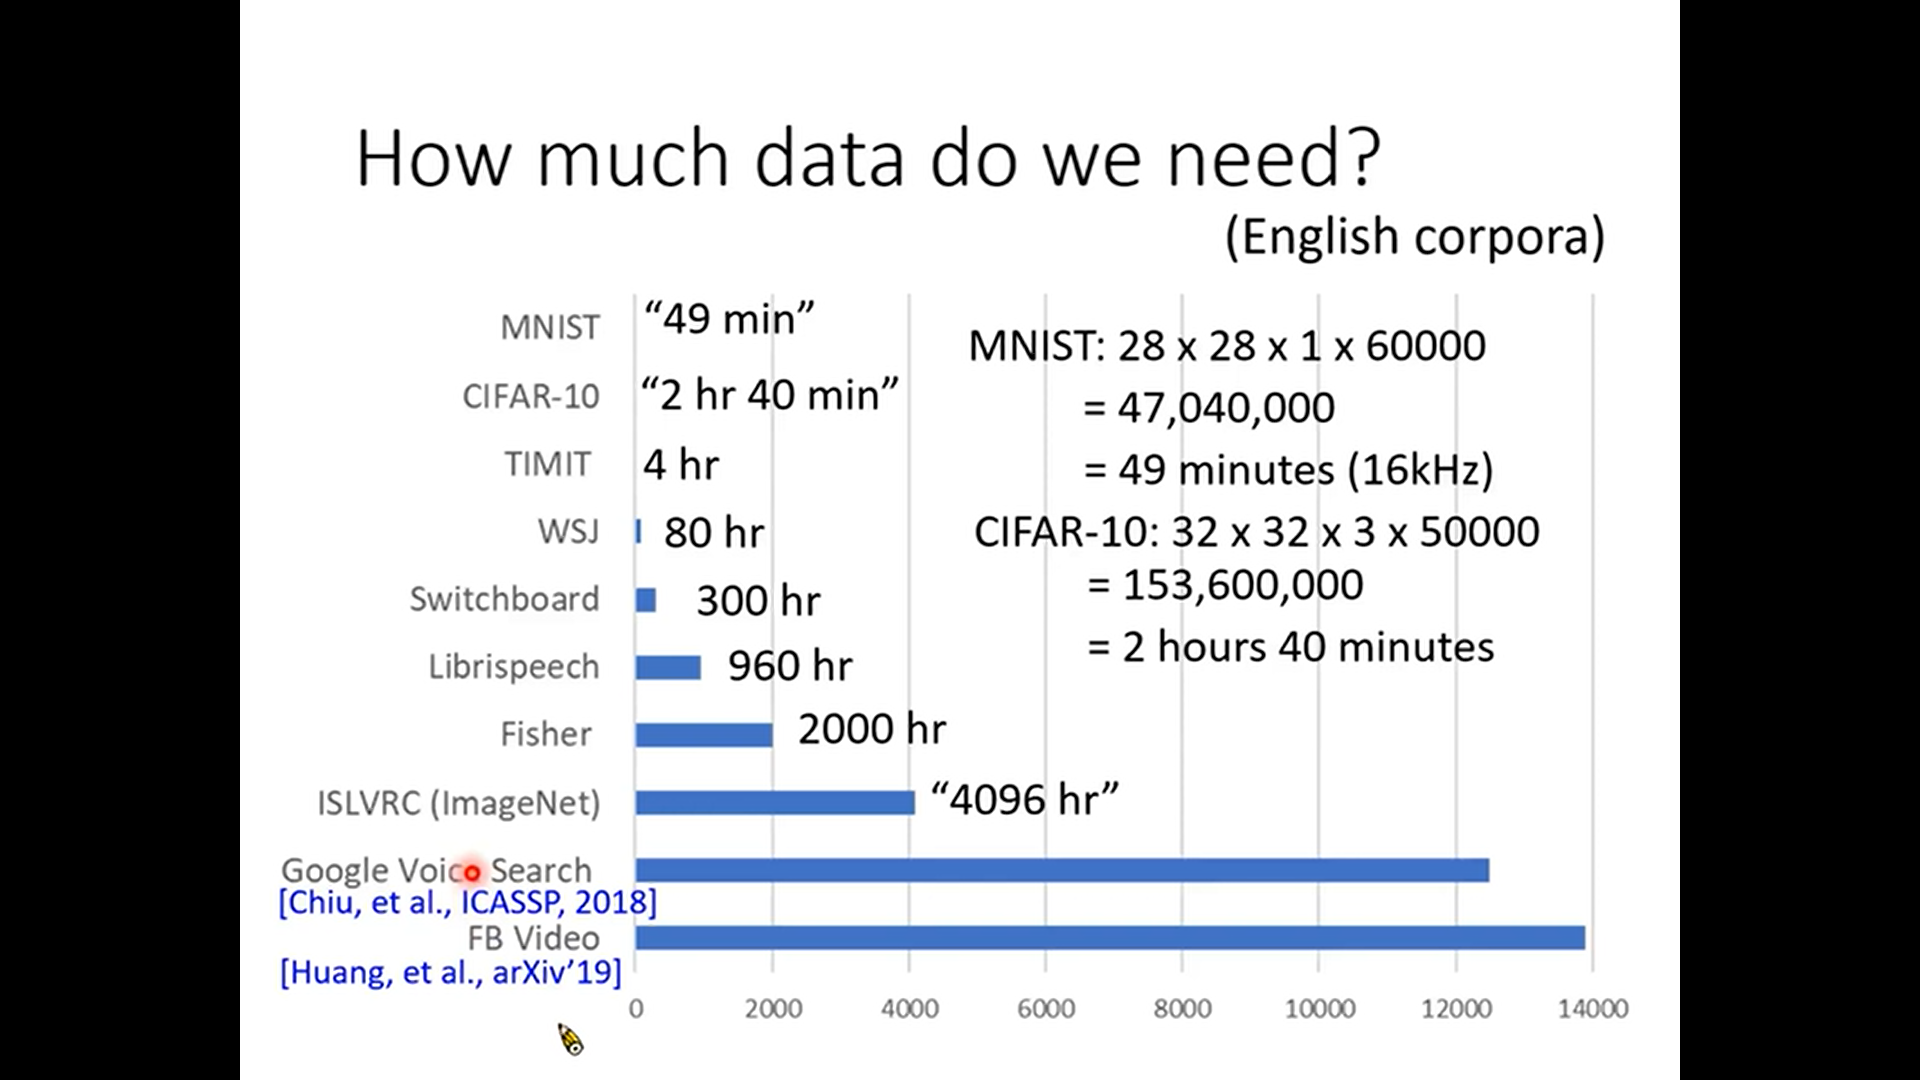 How much data do we need?
(English corpora)
MNIST "49 min"
CIFAR-10 "2 hr 40 min"
TIMIT 4 hr
WSJ 80 hr
Switchboard 300 hr
Librispeech 960 hr
Fisher 2000 hr
ISLVRC (ImageNet) "4096 hr"
Google Voice Search
[Chiu, et al., ICASSP, 2018]
FB Video
[Huang, et al., arXiv'19]
0 2000 4000 6000 8000 10000 12000 14000
MNIST: 28 x 28 x 1 x 60000
= 47,040,000
= 49 minutes (16kHz)
CIFAR-10: 32 x 32 x 3 x 50000
= 153,600,000
= 2 hours 40 minutes